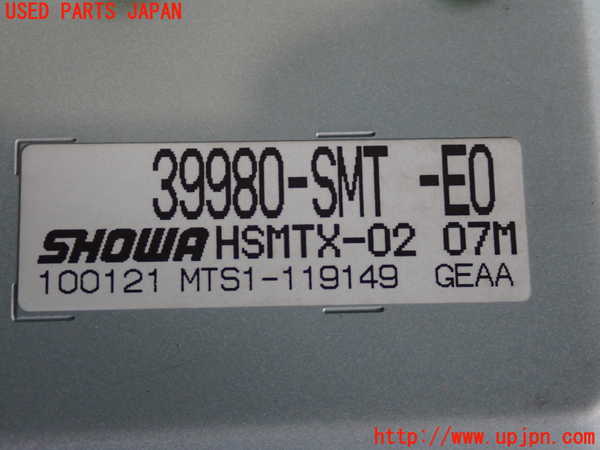 USED PARTS JAPAN
39980-SMT -E0
SHOWA HSMTX-02 07M
100121 MTS1-119149 GEAA
http://www.upjpn.com/